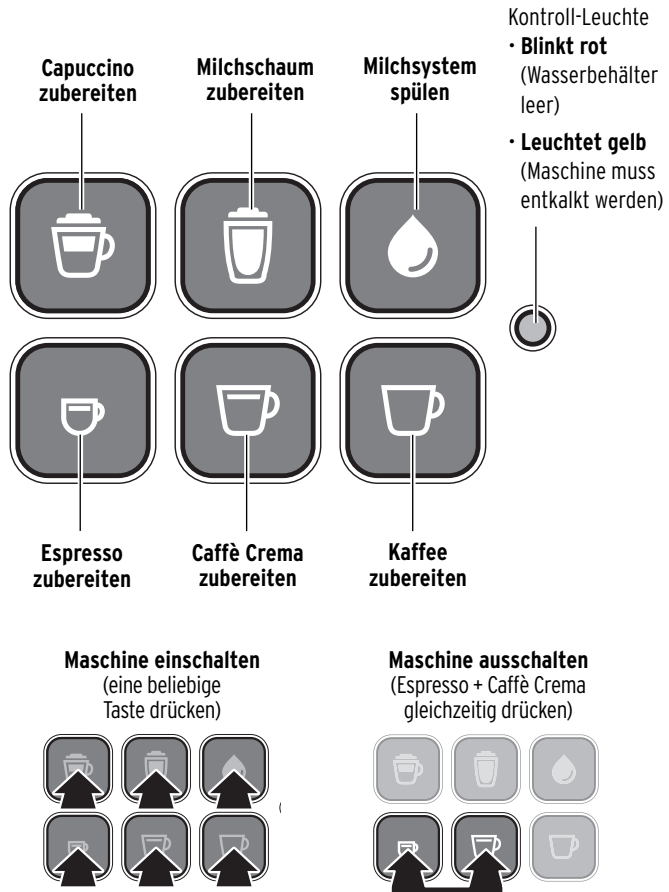 Kontroll-Leuchte
· Blinkt rot
(Wasserbehälter
leer)
· Leuchtet gelb
(Maschine muss
entkalkt werden)
Capuccino
zubereiten
Milchschaum
zubereiten
Milchsystem
spülen
Espresso
zubereiten
Caffè Crema
zubereiten
Kaffee
zubereiten
Maschine einschalten
(eine beliebige
Taste drücken)
Maschine ausschalten
(Espresso + Caffè Crema
gleichzeitig drücken)